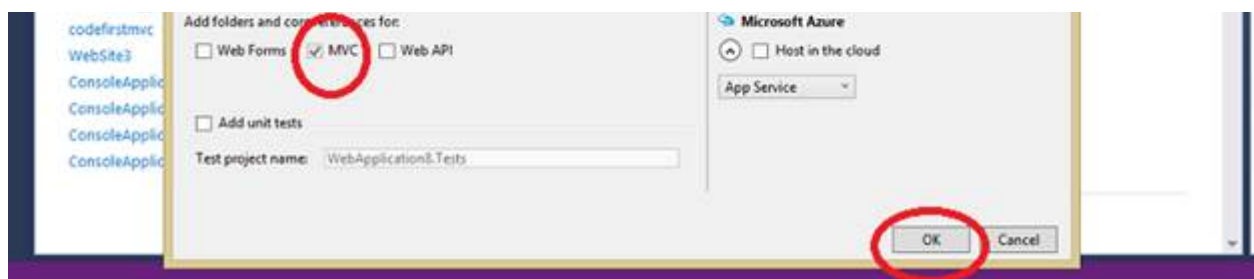 codefirstmvc
WebSite3
ConsoleApplic
ConsoleApplic
ConsoleApplic
ConsoleApplic
Add folders and core references for:
Web Forms MVC Web API
Add unit tests
Test project name: WebApplication8.Tests
Microsoft Azure
Host in the cloud
App Service
OK Cancel